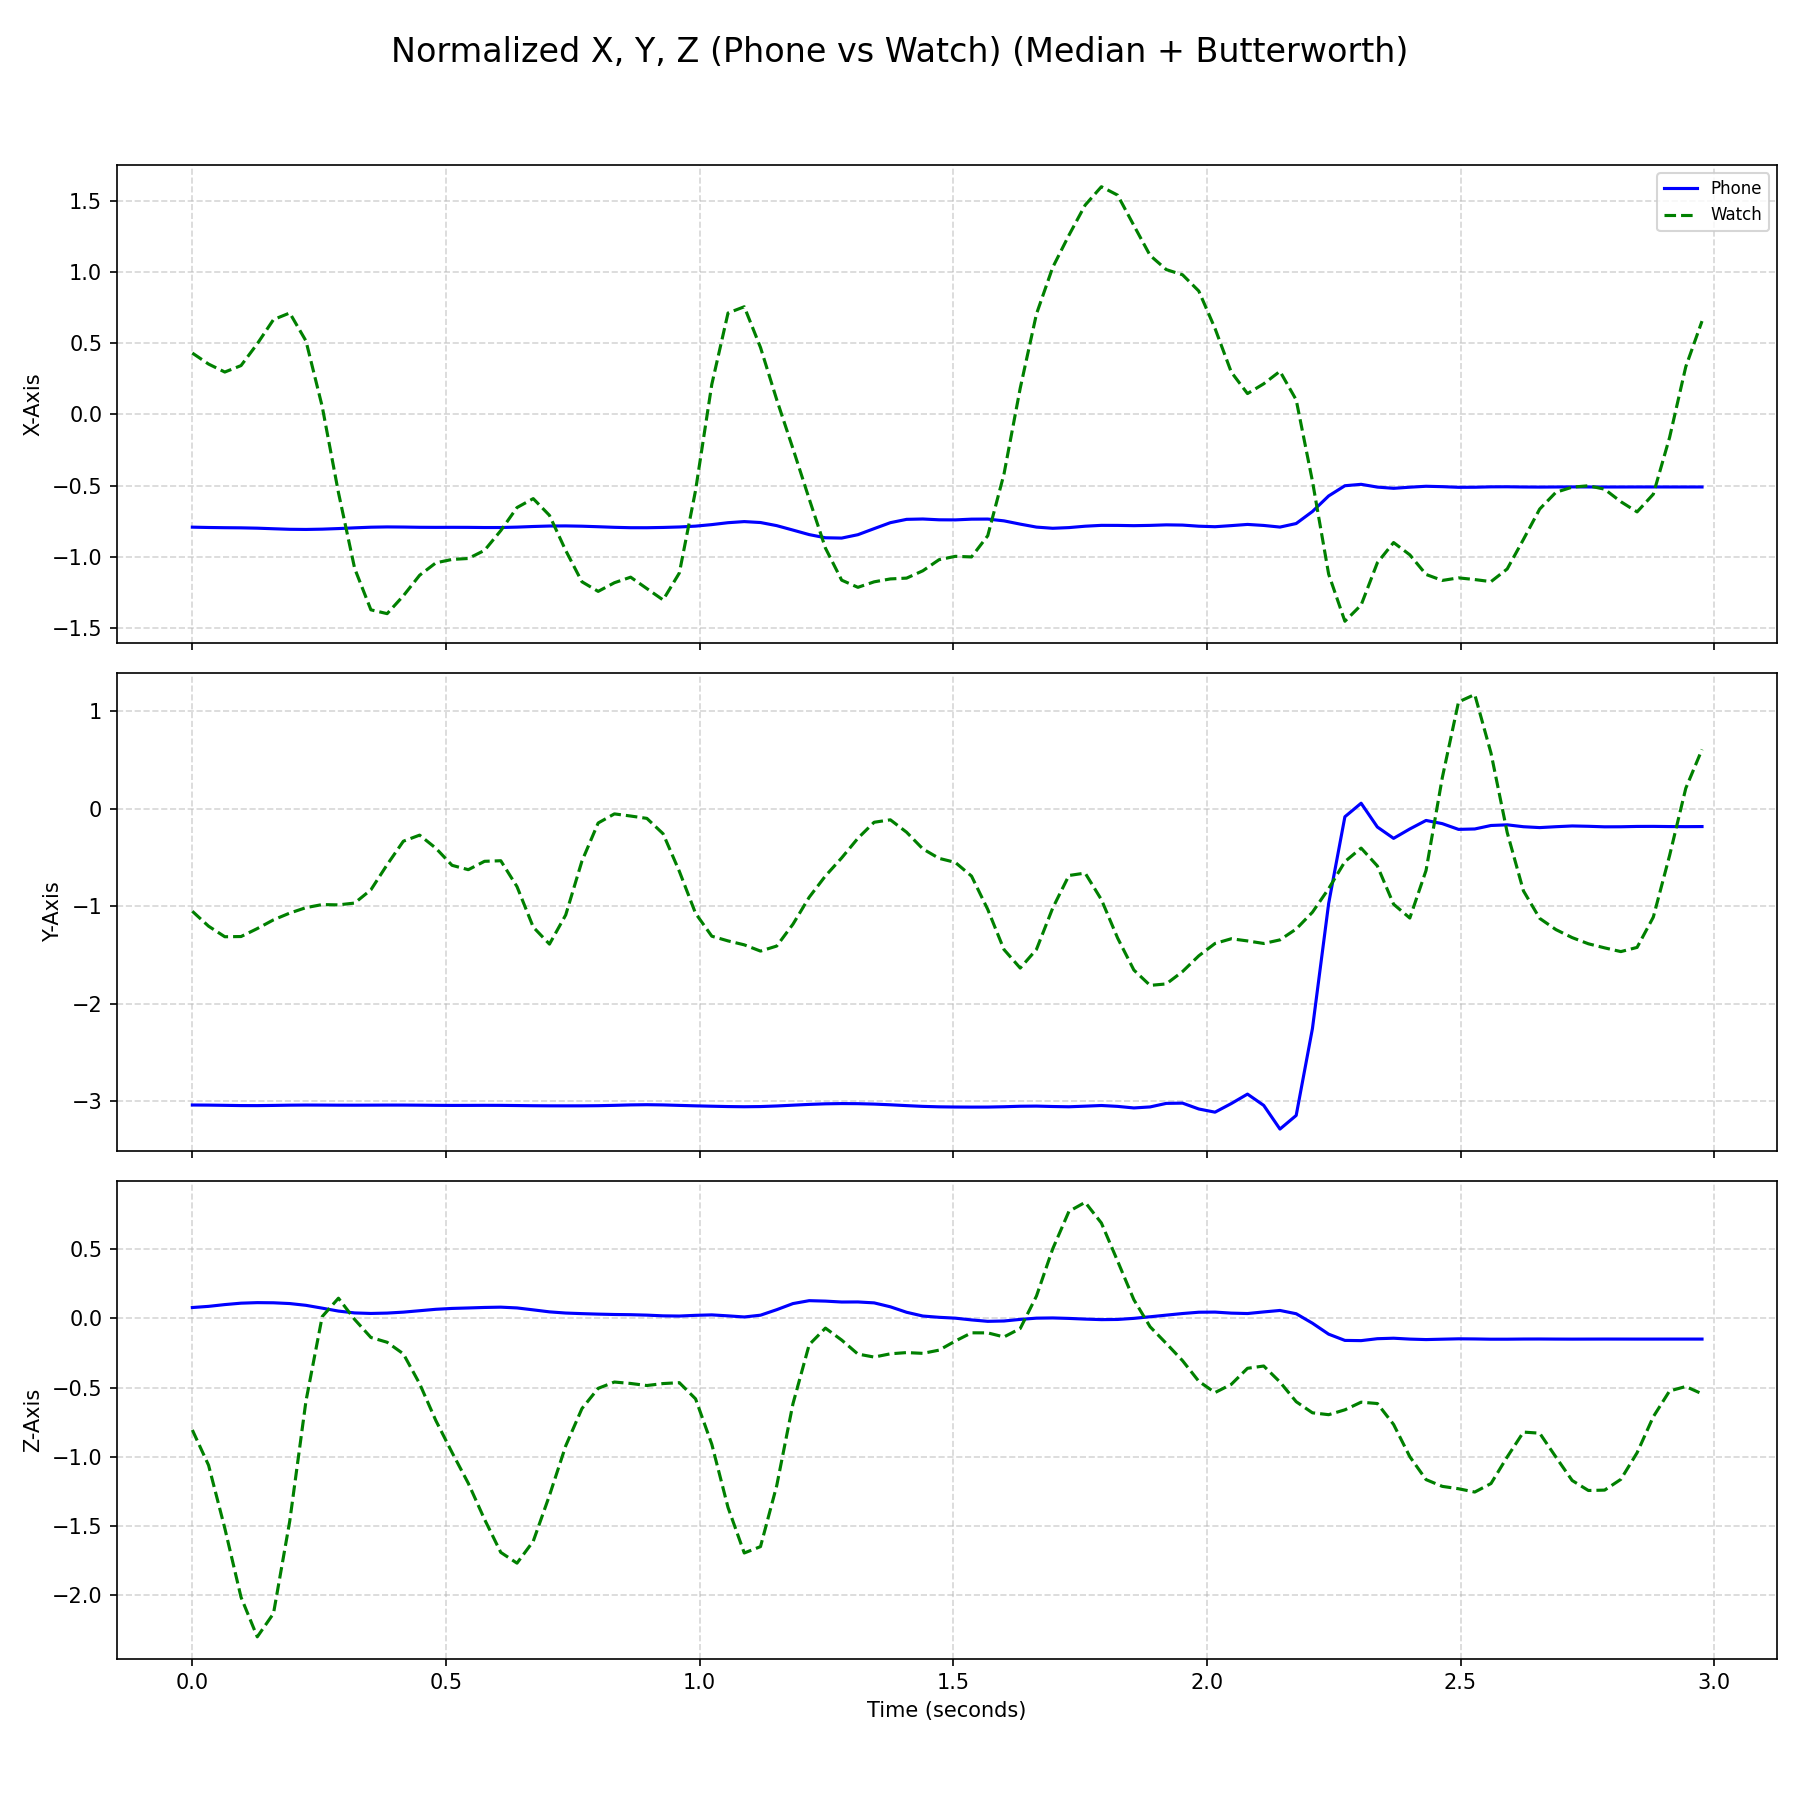 Normalized X, Y, Z (Phone vs Watch) (Median + Butterworth)
Phone
Watch
1.5
1.0
0.5
0.0
−0.5
−1.0
−1.5
X-Axis
1
0
−1
−2
−3
Y-Axis
0.5
0.0
−0.5
−1.0
−1.5
−2.0
Z-Axis
0.0 0.5 1.0 1.5 2.0 2.5 3.0
Time (seconds)